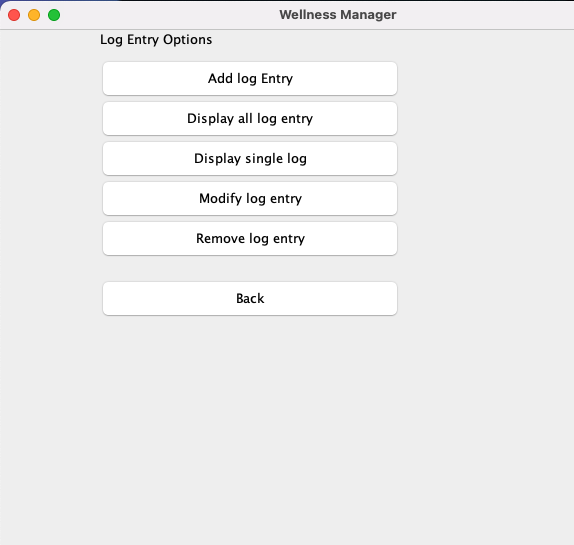 Wellness Manager
Log Entry Options
Add log Entry
Display all log entry
Display single log
Modify log entry
Remove log entry
Back